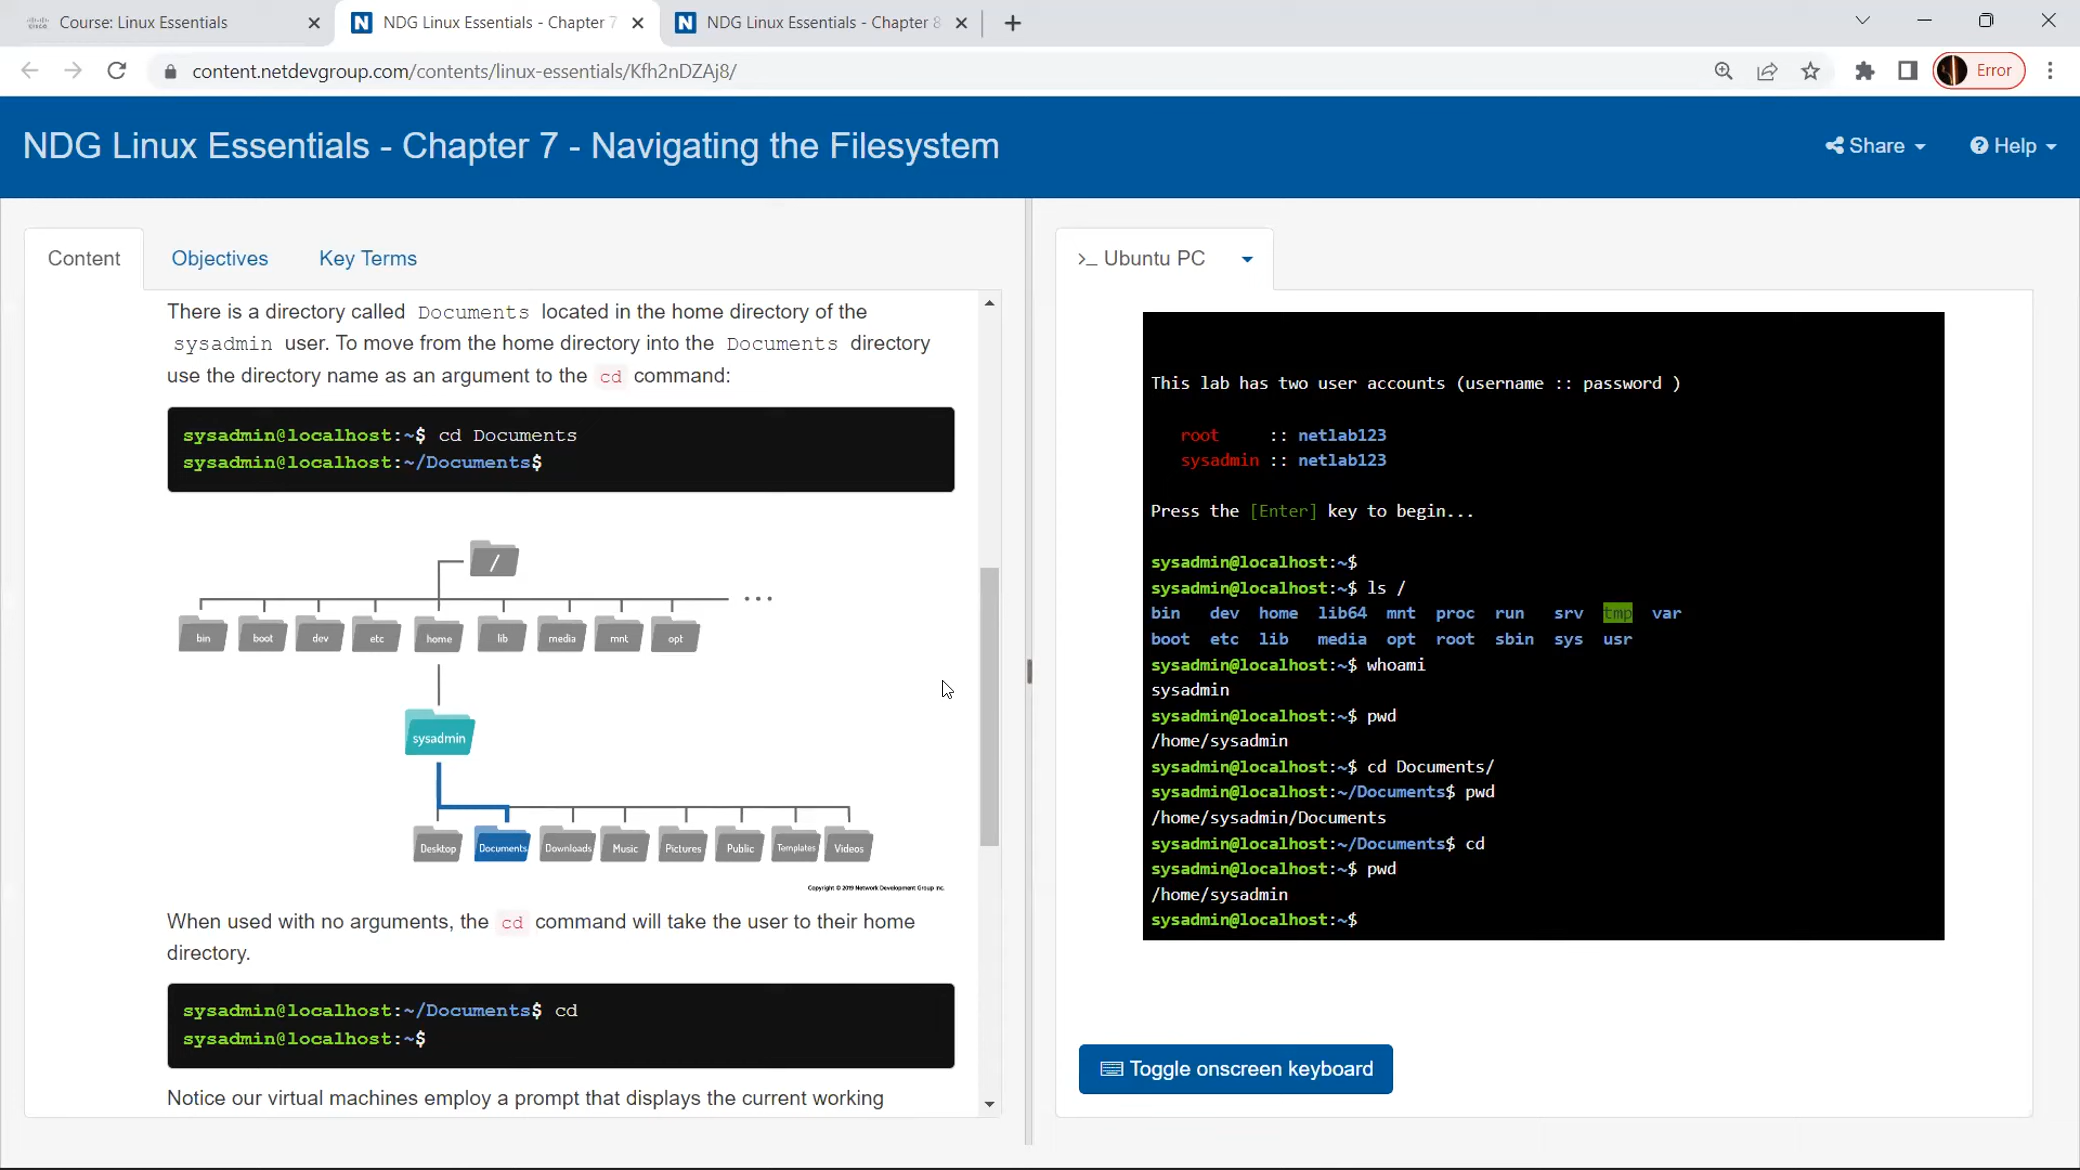 Course: Linux Essentials
NDG Linux Essentials - Chapter 7
NDG Linux Essentials - Chapter 8
content.netdevgroup.com/contents/linux-essentials/Kfh2nDZAj8/
Error
NDG Linux Essentials - Chapter 7 - Navigating the Filesystem
Share
Help
Content
Objectives
Key Terms
There is a directory called Documents located in the home directory of the
sysadmin user. To move from the home directory into the Documents directory
use the directory name as an argument to the cd command:
sysadmin@localhost:~$ cd Documents
sysadmin@localhost:~/Documents$
/
...
bin boot dev etc home lib media mnt opt
sysadmin
Desktop Documents Downloads Music Pictures Public Templates Videos
Copyright © 2019 Network Development Group Inc.
When used with no arguments, the cd command will take the user to their home
directory.
sysadmin@localhost:~/Documents$ cd
sysadmin@localhost:~$
Notice our virtual machines employ a prompt that displays the current working
>_ Ubuntu PC
This lab has two user accounts (username :: password )
root :: netlab123
sysadmin :: netlab123
Press the [Enter] key to begin...
sysadmin@localhost:~$
sysadmin@localhost:~$ ls /
bin dev home lib64 mnt proc run srv tmp var
boot etc lib media opt root sbin sys usr
sysadmin@localhost:~$ whoami
sysadmin
sysadmin@localhost:~$ pwd
/home/sysadmin
sysadmin@localhost:~$ cd Documents/
sysadmin@localhost:~/Documents$ pwd
/home/sysadmin/Documents
sysadmin@localhost:~/Documents$ cd
sysadmin@localhost:~$ pwd
/home/sysadmin
sysadmin@localhost:~$
Toggle onscreen keyboard